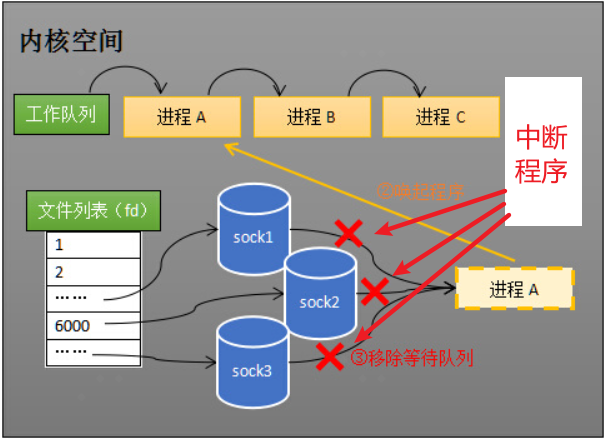 内核空间
工作队列
进程 A
进程 B
进程 C
中断
程序
②唤起程序
文件列表（fd）
1
2
……
6000
……
sock1
sock2
sock3
进程 A
③移除等待队列